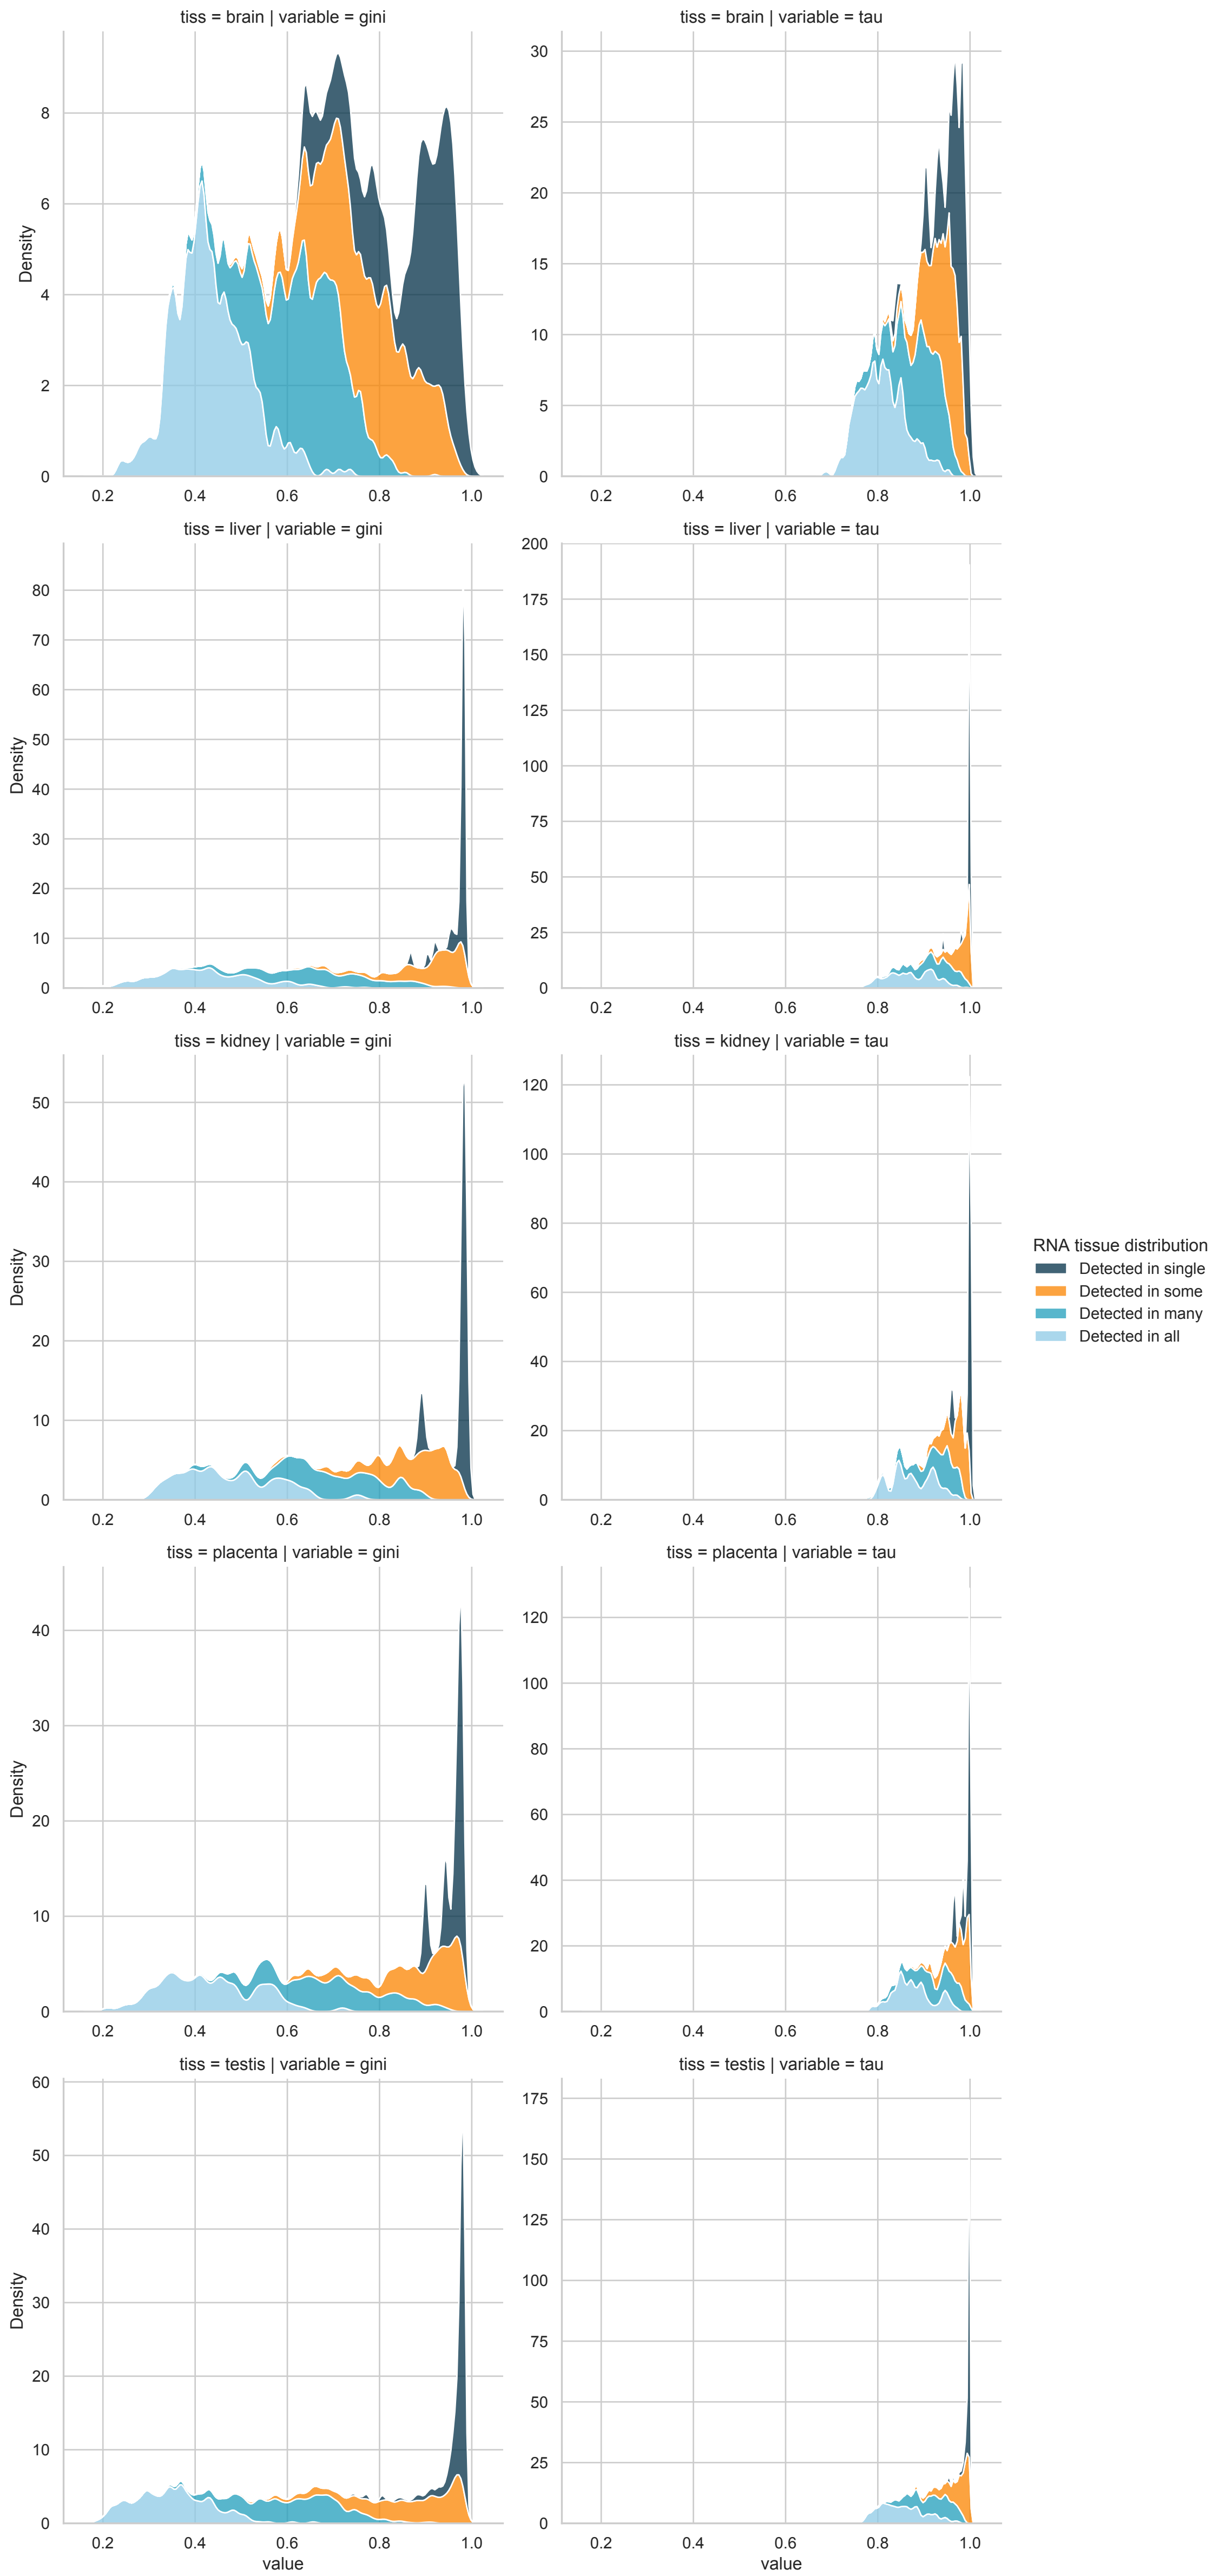 tiss = brain | variable = gini
tiss = brain | variable = tau
Density
8
6
4
2
0
0.2 0.4 0.6 0.8 1.0
30
25
20
15
10
5
0
0.2 0.4 0.6 0.8 1.0
tiss = liver | variable = gini
tiss = liver | variable = tau
Density
80
70
60
50
40
30
20
10
0
0.2 0.4 0.6 0.8 1.0
200
175
150
125
100
75
50
25
0
0.2 0.4 0.6 0.8 1.0
tiss = kidney | variable = gini
tiss = kidney | variable = tau
Density
50
40
30
20
10
0
0.2 0.4 0.6 0.8 1.0
120
100
80
60
40
20
0
0.2 0.4 0.6 0.8 1.0
RNA tissue distribution
Detected in single
Detected in some
Detected in many
Detected in all
tiss = placenta | variable = gini
tiss = placenta | variable = tau
Density
40
30
20
10
0
0.2 0.4 0.6 0.8 1.0
120
100
80
60
40
20
0
0.2 0.4 0.6 0.8 1.0
tiss = testis | variable = gini
tiss = testis | variable = tau
Density
60
50
40
30
20
10
0
0.2 0.4 0.6 0.8 1.0
value
175
150
125
100
75
50
25
0
0.2 0.4 0.6 0.8 1.0
value